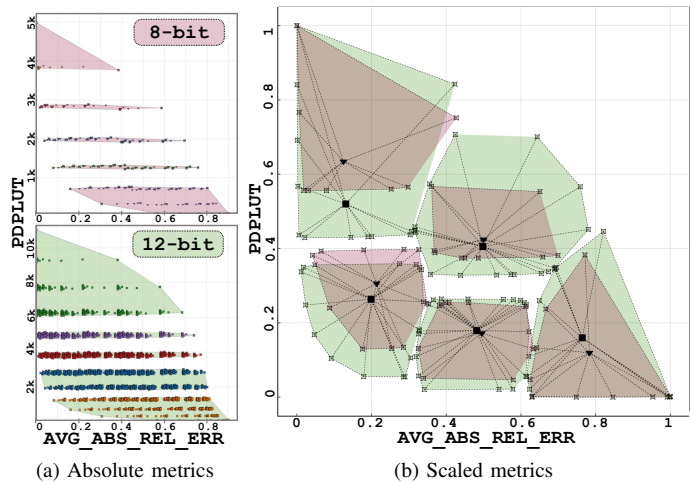 5k
8-bit
4k
3k
2k
1k
0 0.2 0.4 0.6 0.8
PDPLUT
12-bit
10k
8k
6k
4k
2k
0 0.2 0.4 0.6 0.8
AVG_ABS_REL_ERR
(a) Absolute metrics
1
0.8
0.6
0.4
0.2
0
PDPLUT
0 0.2 0.4 0.6 0.8 1
AVG_ABS_REL_ERR
(b) Scaled metrics